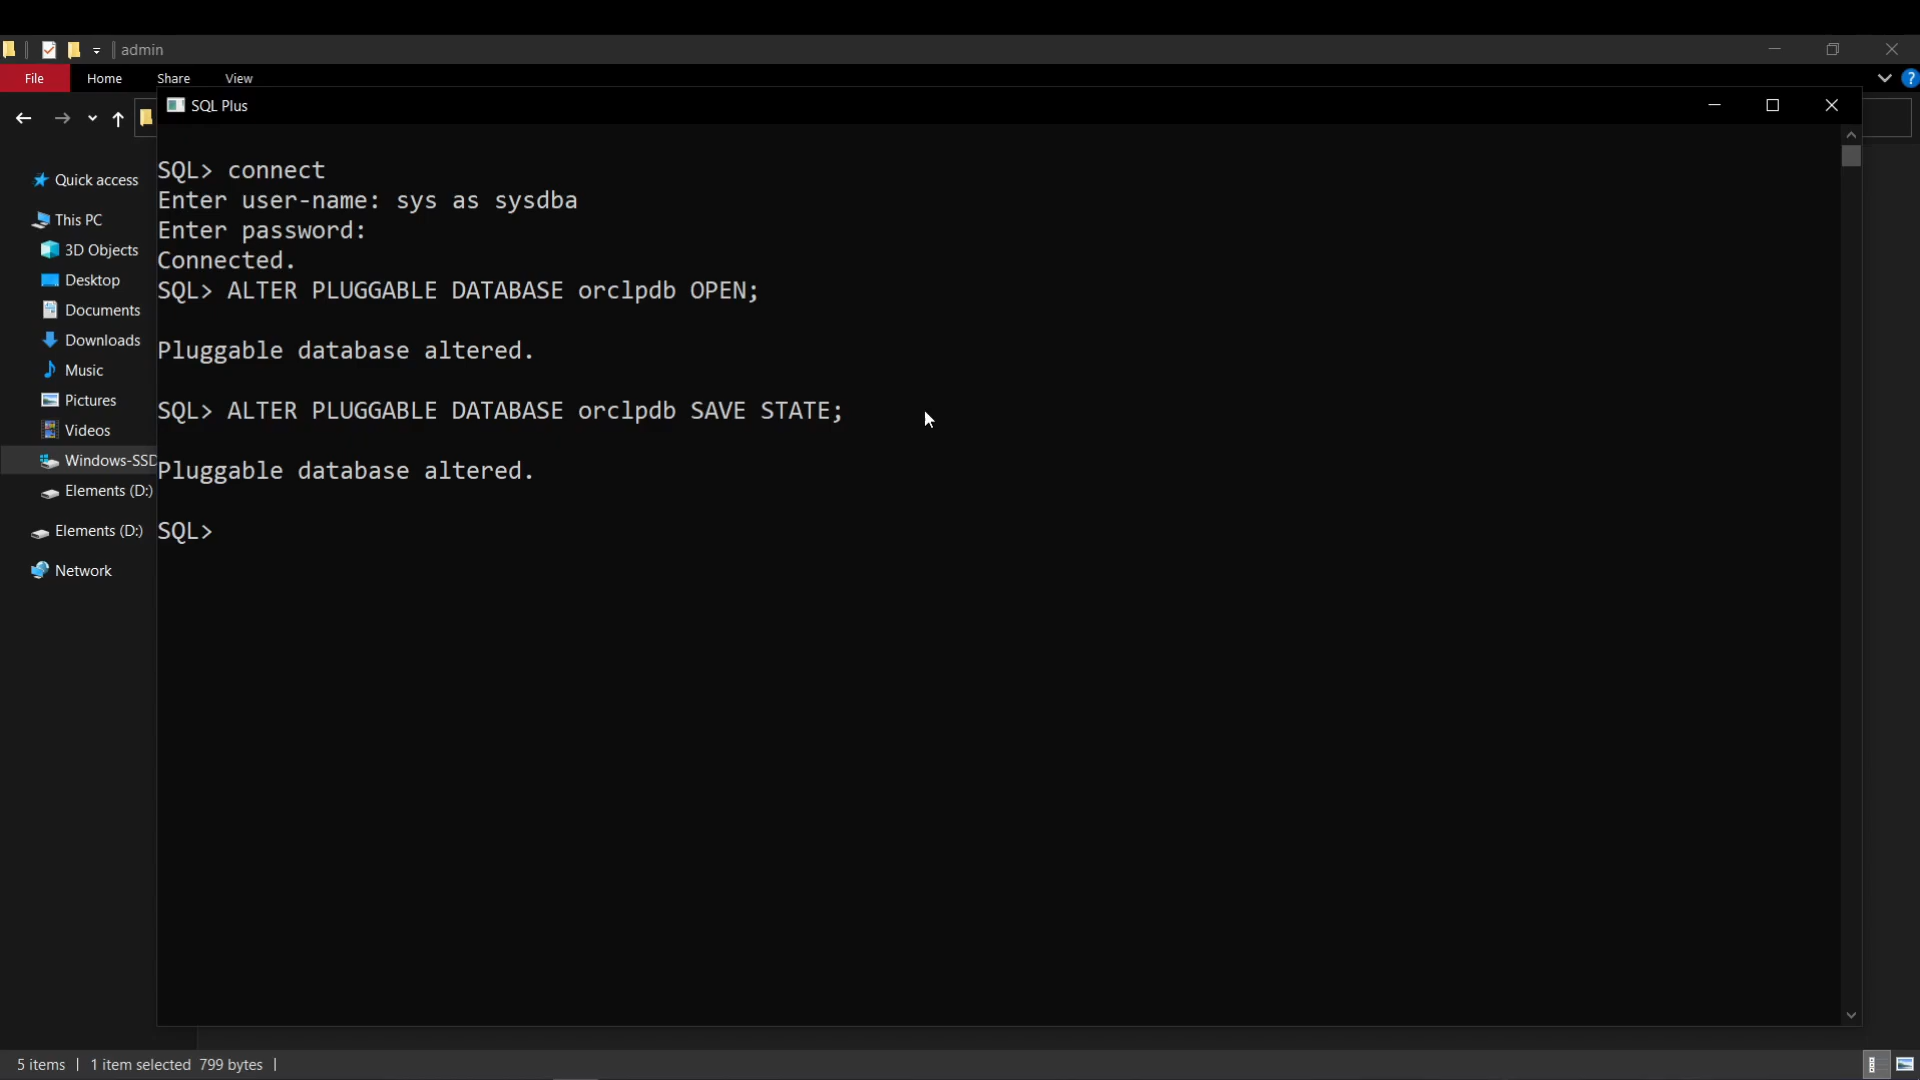 admin
File Home Share View
SQL Plus
Quick access
This PC
3D Objects
Desktop
Documents
Downloads
Music
Pictures
Videos
Windows-SSD
Elements (D:)
Elements (D:)
Network
SQL> connect
Enter user-name: sys as sysdba
Enter password:
Connected.
SQL> ALTER PLUGGABLE DATABASE orclpdb OPEN;
Pluggable database altered.
SQL> ALTER PLUGGABLE DATABASE orclpdb SAVE STATE;
Pluggable database altered.
SQL>
5 items 1 item selected 799 bytes